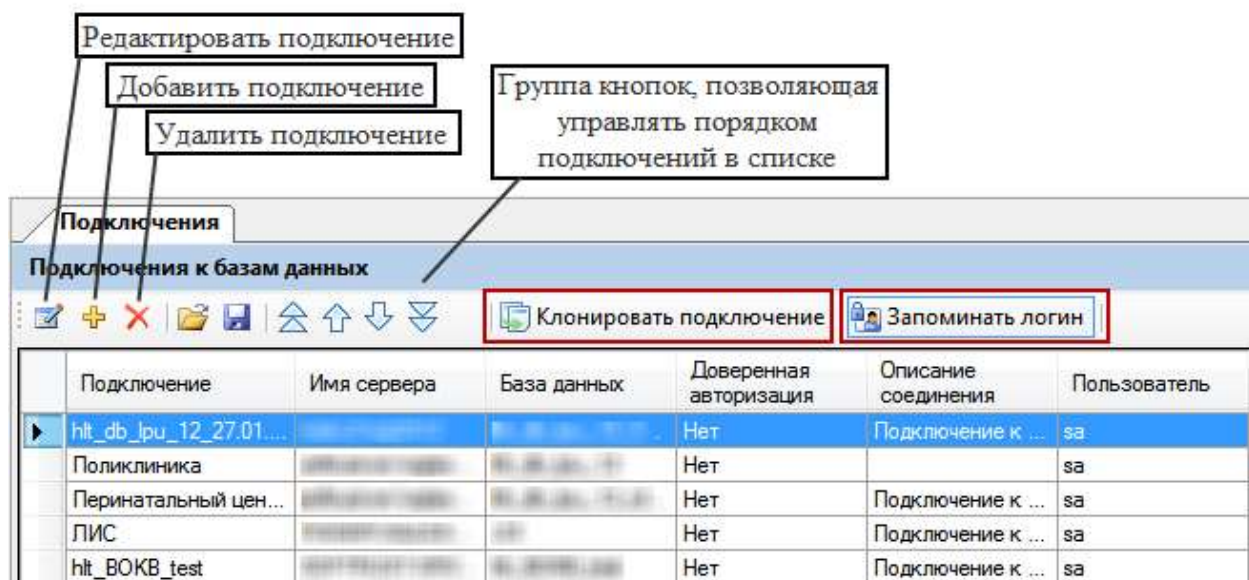 Редактировать подключение
Добавить подключение
Удалить подключение
Группа кнопок, позволяющая
управлять порядком
подключений в списке
Подключения
Подключения к базам данных
Клонировать подключение Запоминать логин
Подключение Имя сервера База данных Доверенная авторизация Описание соединения Пользователь
hlt_db_lpu_12_27.01.... Нет Подключение к ... sa
Поликлиника Нет sa
Перинатальный цен... Нет Подключение к ... sa
ЛИС Нет Подключение к ... sa
hlt_BOKB_test Нет Подключение к ... sa